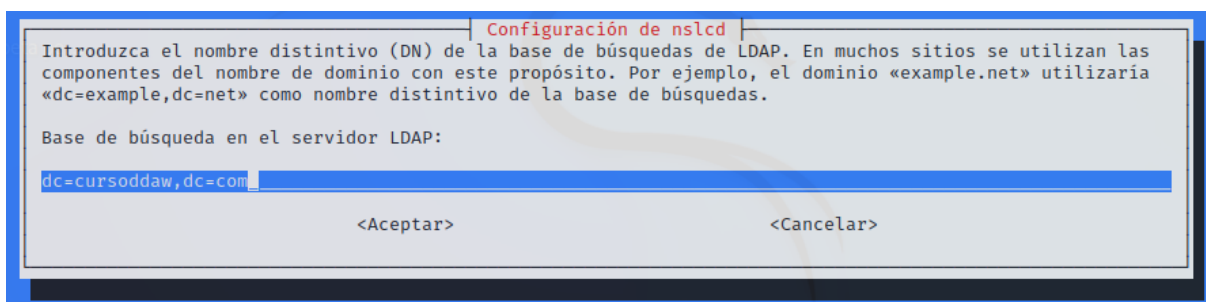 Configuración de nslcd
Introduzca el nombre distintivo (DN) de la base de búsquedas de LDAP. En muchos sitios se utilizan las
componentes del nombre de dominio con este propósito. Por ejemplo, el dominio «example.net» utilizaría
«dc=example,dc=net» como nombre distintivo de la base de búsquedas.
Base de búsqueda en el servidor LDAP:
dc=cursoddaw,dc=com
<Aceptar> <Cancelar>